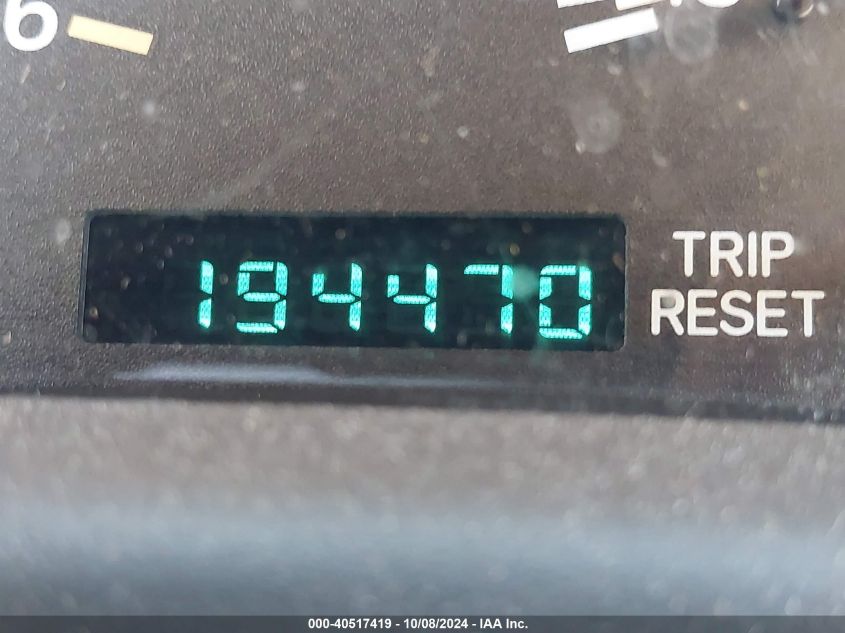 6
194470
TRIP
RESET
000-40517419 - 10/08/2024 - IAA Inc.